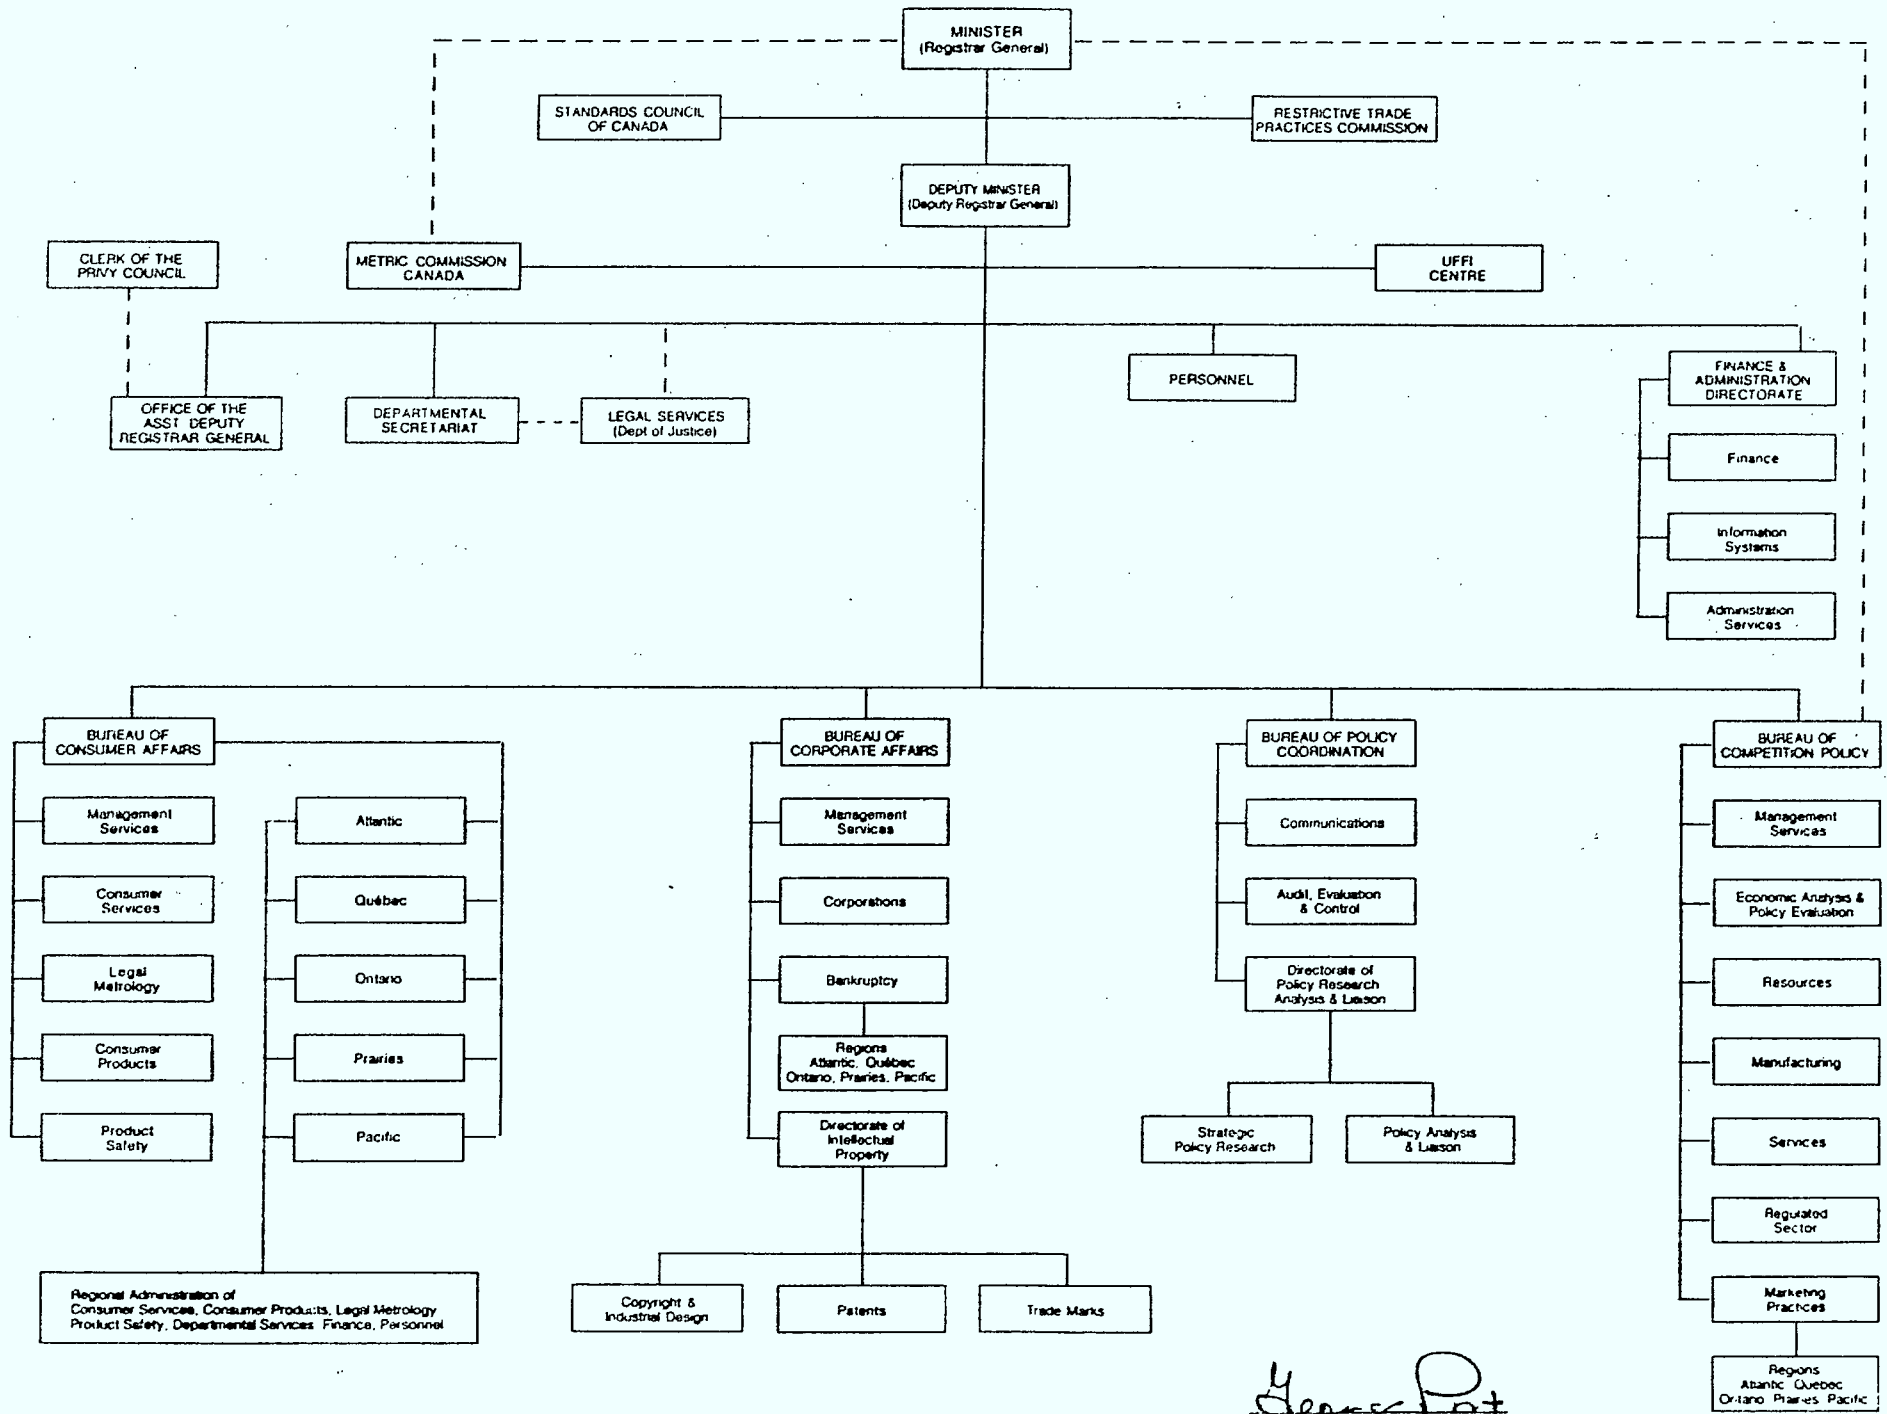 MINISTER
(Registrar General)
STANDARDS COUNCIL
OF CANADA
RESTRICTIVE TRADE
PRACTICES COMMISSION
DEPUTY MINISTER
(Deputy Registrar General)
CLERK OF THE
PRIVY COUNCIL
METRIC COMMISSION
CANADA
UFFI
CENTRE
OFFICE OF THE
ASST DEPUTY
REGISTRAR GENERAL
DEPARTMENTAL
SECRETARIAT
LEGAL SERVICES
(Dept of Justice)
PERSONNEL
FINANCE &
ADMINISTRATION
DIRECTORATE
Finance
Information
Systems
Administration
Services
BUREAU OF
CONSUMER AFFAIRS
Management
Services
Consumer
Services
Legal
Metrology
Consumer
Products
Product
Safety
Atlantic
Québec
Ontario
Prairies
Pacific
Regional Administration of
Consumer Services, Consumer Products, Legal Metrology
Product Safety, Departmental Services Finance, Personnel
BUREAU OF
CORPORATE AFFAIRS
Management
Services
Corporations
Bankruptcy
Regions
Atlantic, Québec
Ontario, Prairies, Pacific
Directorate of
Intellectual
Property
Copyright &
Industrial Design
Patents
Trade Marks
BUREAU OF POLICY
COORDINATION
Communications
Audit, Evaluation
& Control
Directorate of
Policy Research
Analysis & Liaison
Strategic
Policy Research
Policy Analysis
& Liaison
BUREAU OF
COMPETITION POLICY
Management
Services
Economic Analysis &
Policy Evaluation
Resources
Manufacturing
Services
Regulated
Sector
Marketing
Practices
Regions
Atlantic Quebec
Ontario Prairies Pacific
George Post